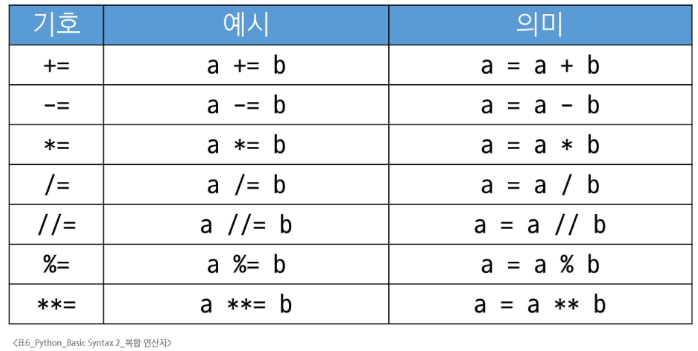 기호 예시 의미
+= a += b a = a + b
-= a -= b a = a - b
*= a *= b a = a * b
/= a /= b a = a / b
//= a //= b a = a // b
%= a %= b a = a % b
**= a **= b a = a ** b
<표6_Python_Basic Syntax 2_복합 연산자>